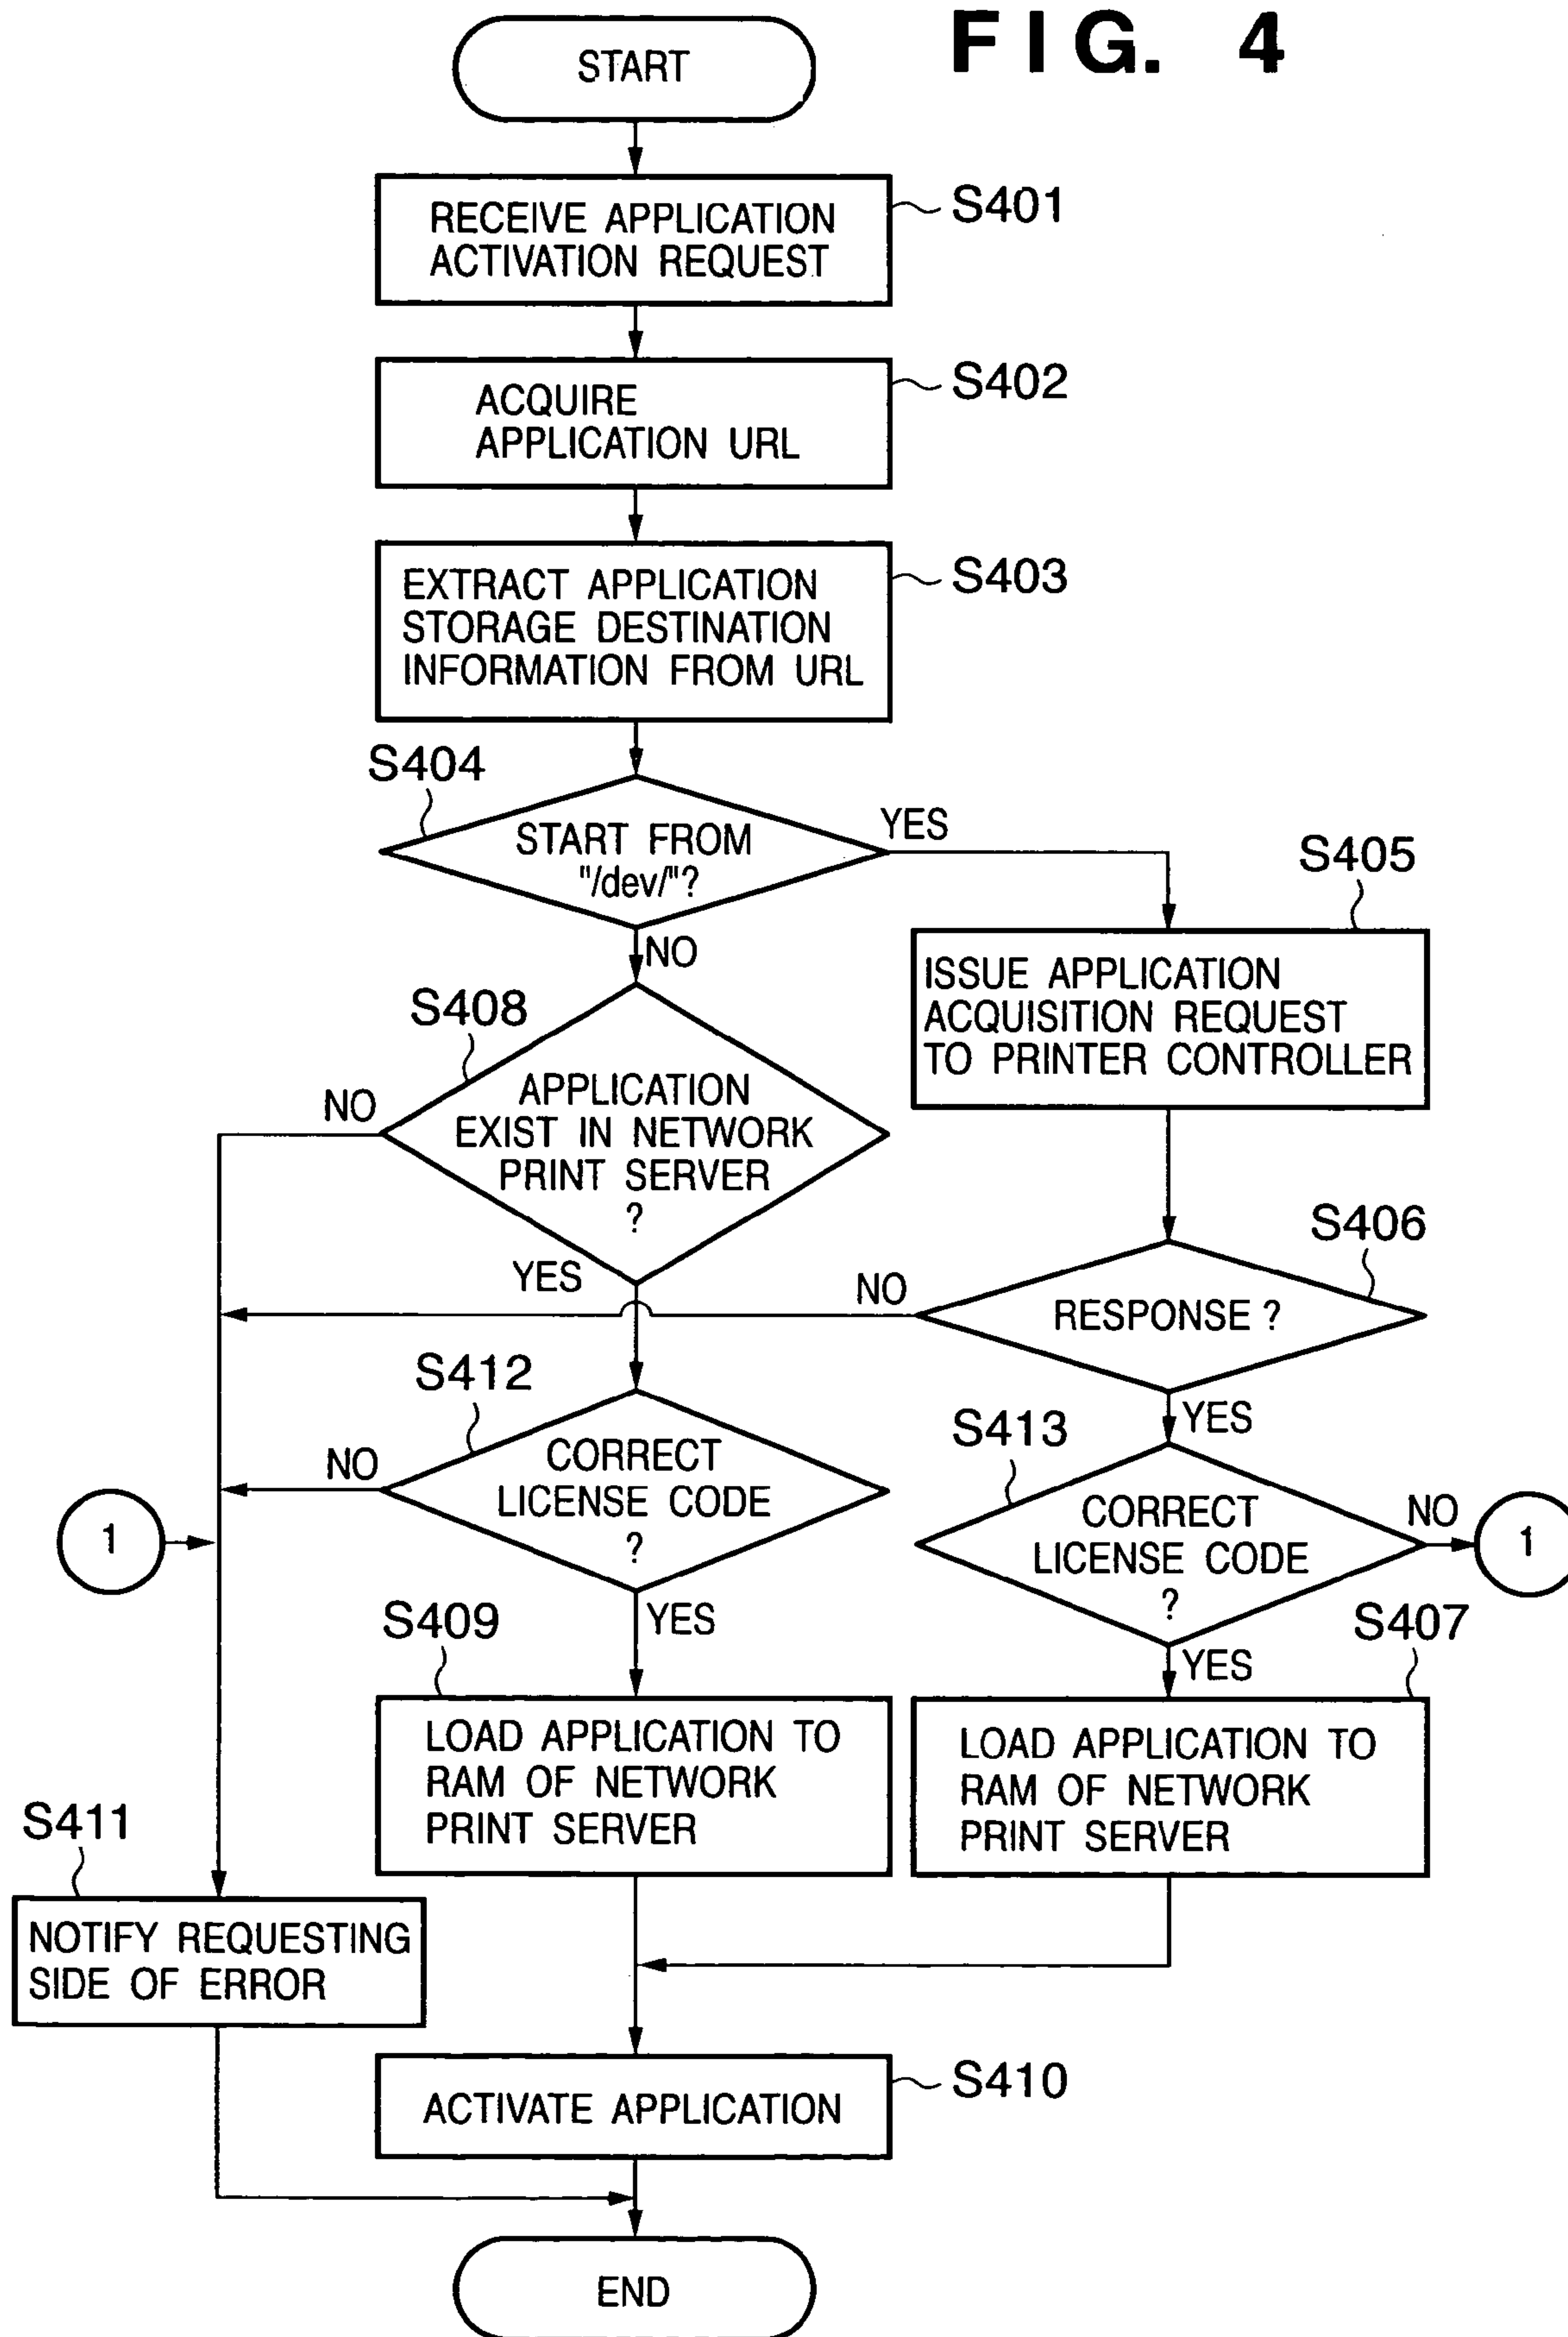 FIG. 4
START
RECEIVE APPLICATION
ACTIVATION REQUEST
S401
ACQUIRE
APPLICATION URL
S402
EXTRACT APPLICATION
STORAGE DESTINATION
INFORMATION FROM URL
S403
S404
START FROM
"/dev/"?
YES
NO
S405
ISSUE APPLICATION
ACQUISITION REQUEST
TO PRINTER CONTROLLER
S408
APPLICATION
EXIST IN NETWORK
PRINT SERVER
?
NO
YES
S406
RESPONSE ?
NO
YES
S412
CORRECT
LICENSE CODE
?
NO
YES
S413
CORRECT
LICENSE CODE
?
NO
1
YES
1
S409
LOAD APPLICATION TO
RAM OF NETWORK
PRINT SERVER
S407
LOAD APPLICATION TO
RAM OF NETWORK
PRINT SERVER
S411
NOTIFY REQUESTING
SIDE OF ERROR
ACTIVATE APPLICATION
S410
END